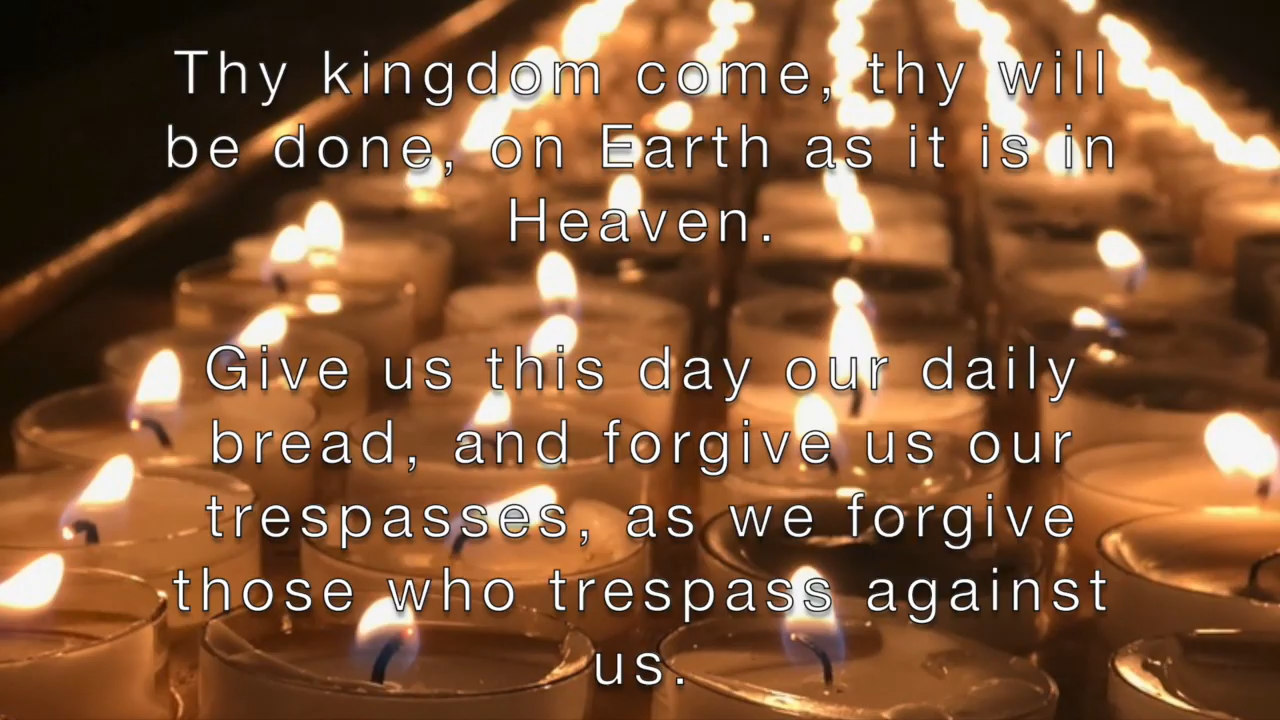 Thy kingdom come, thy will
be done, on Earth as it is in
Heaven.
Give us this day our daily
bread, and forgive us our
trespasses, as we forgive
those who trespass against
us.